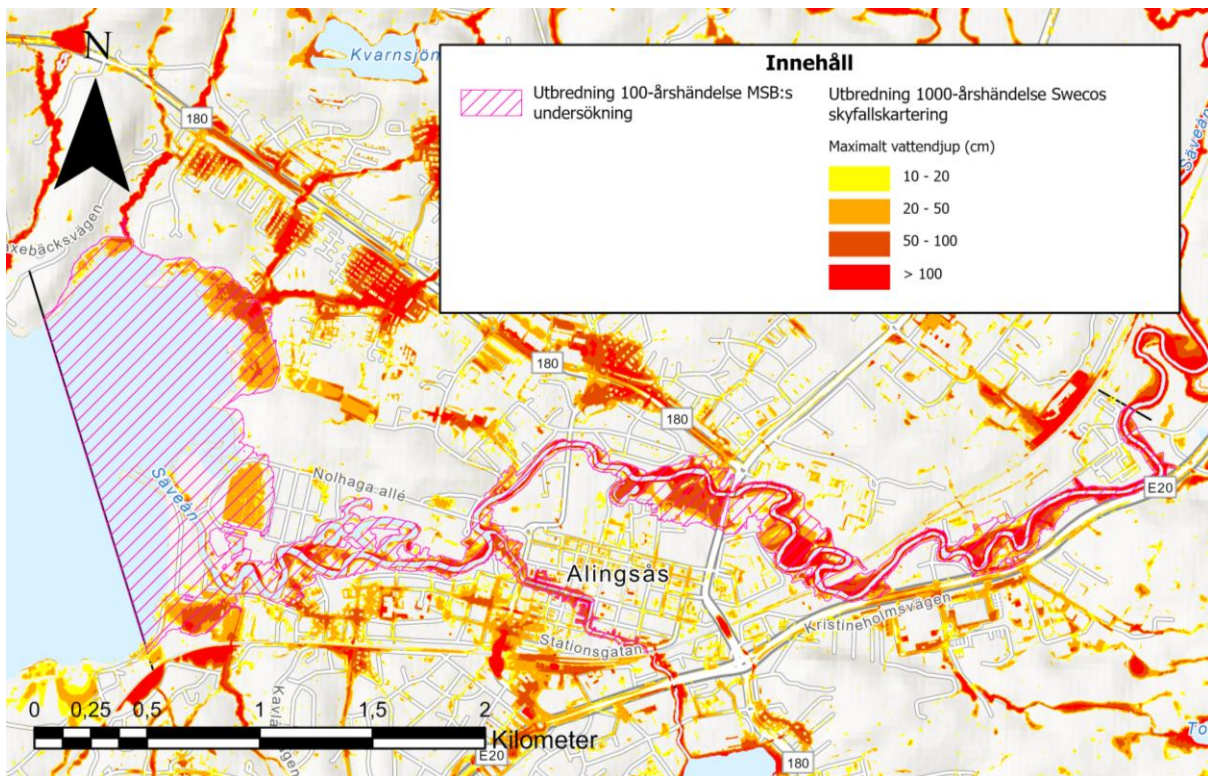 N
Kvarnsjön
Innehåll
Utbredning 100-årshändelse MSB:s
undersökning
Utbredning 1000-årshändelse Swecos
skyfallskartering
Maximalt vattendjup (cm)
10 - 20
20 - 50
50 - 100
> 100
180
Säveån
180
180
Nolhaga allé
Säveån
E20
Alingsås
Kristineholmsvägen
Stationsgatan
0 0,25 0,5 1 1,5 2
Kilometer
E20
180